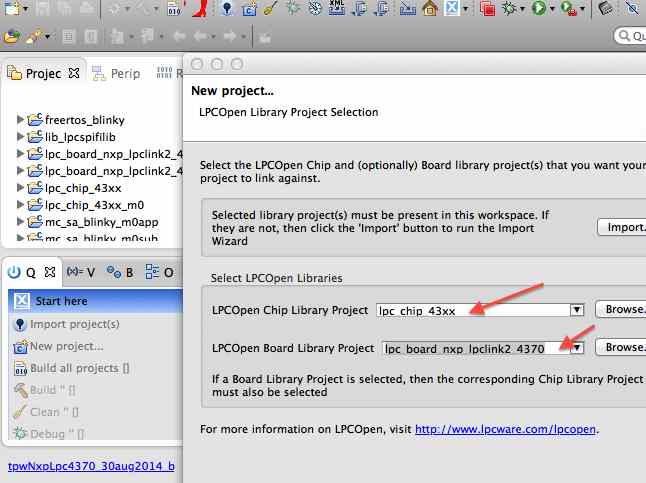 XML
010
Qu
Projec
Perip
1010
freertos_blinky
lib_lpcspifilib
lpc_board_nxp_lpclink2_4
lpc_board_nxp_lpclink2_4
lpc_chip_43xx
lpc_chip_43xx_m0
mc_sa_blinky_m0app
mc_sa_blinky_m0sub
Q
(x)= V
B
O
Start here
Import project(s)
New project...
Build all projects []
Build '' []
Clean '' []
Debug '' []
tpwNxpLpc4370_30aug2014_b
New project...
LPCOpen Library Project Selection
Select the LPCOpen Chip and (optionally) Board library project(s) that you want your
project to link against.
Selected library project(s) must be present in this workspace. If
they are not, then click the 'Import' button to run the Import
Wizard
Import.
Select LPCOpen Libraries
LPCOpen Chip Library Project
lpc_chip_43xx
Browse..
LPCOpen Board Library Project
lpc_board_nxp_lpclink2_4370
Browse..
If a Board Library Project is selected, then the corresponding Chip Library Project
must also be selected
For more information on LPCOpen, visit http://www.lpcware.com/lpcopen.